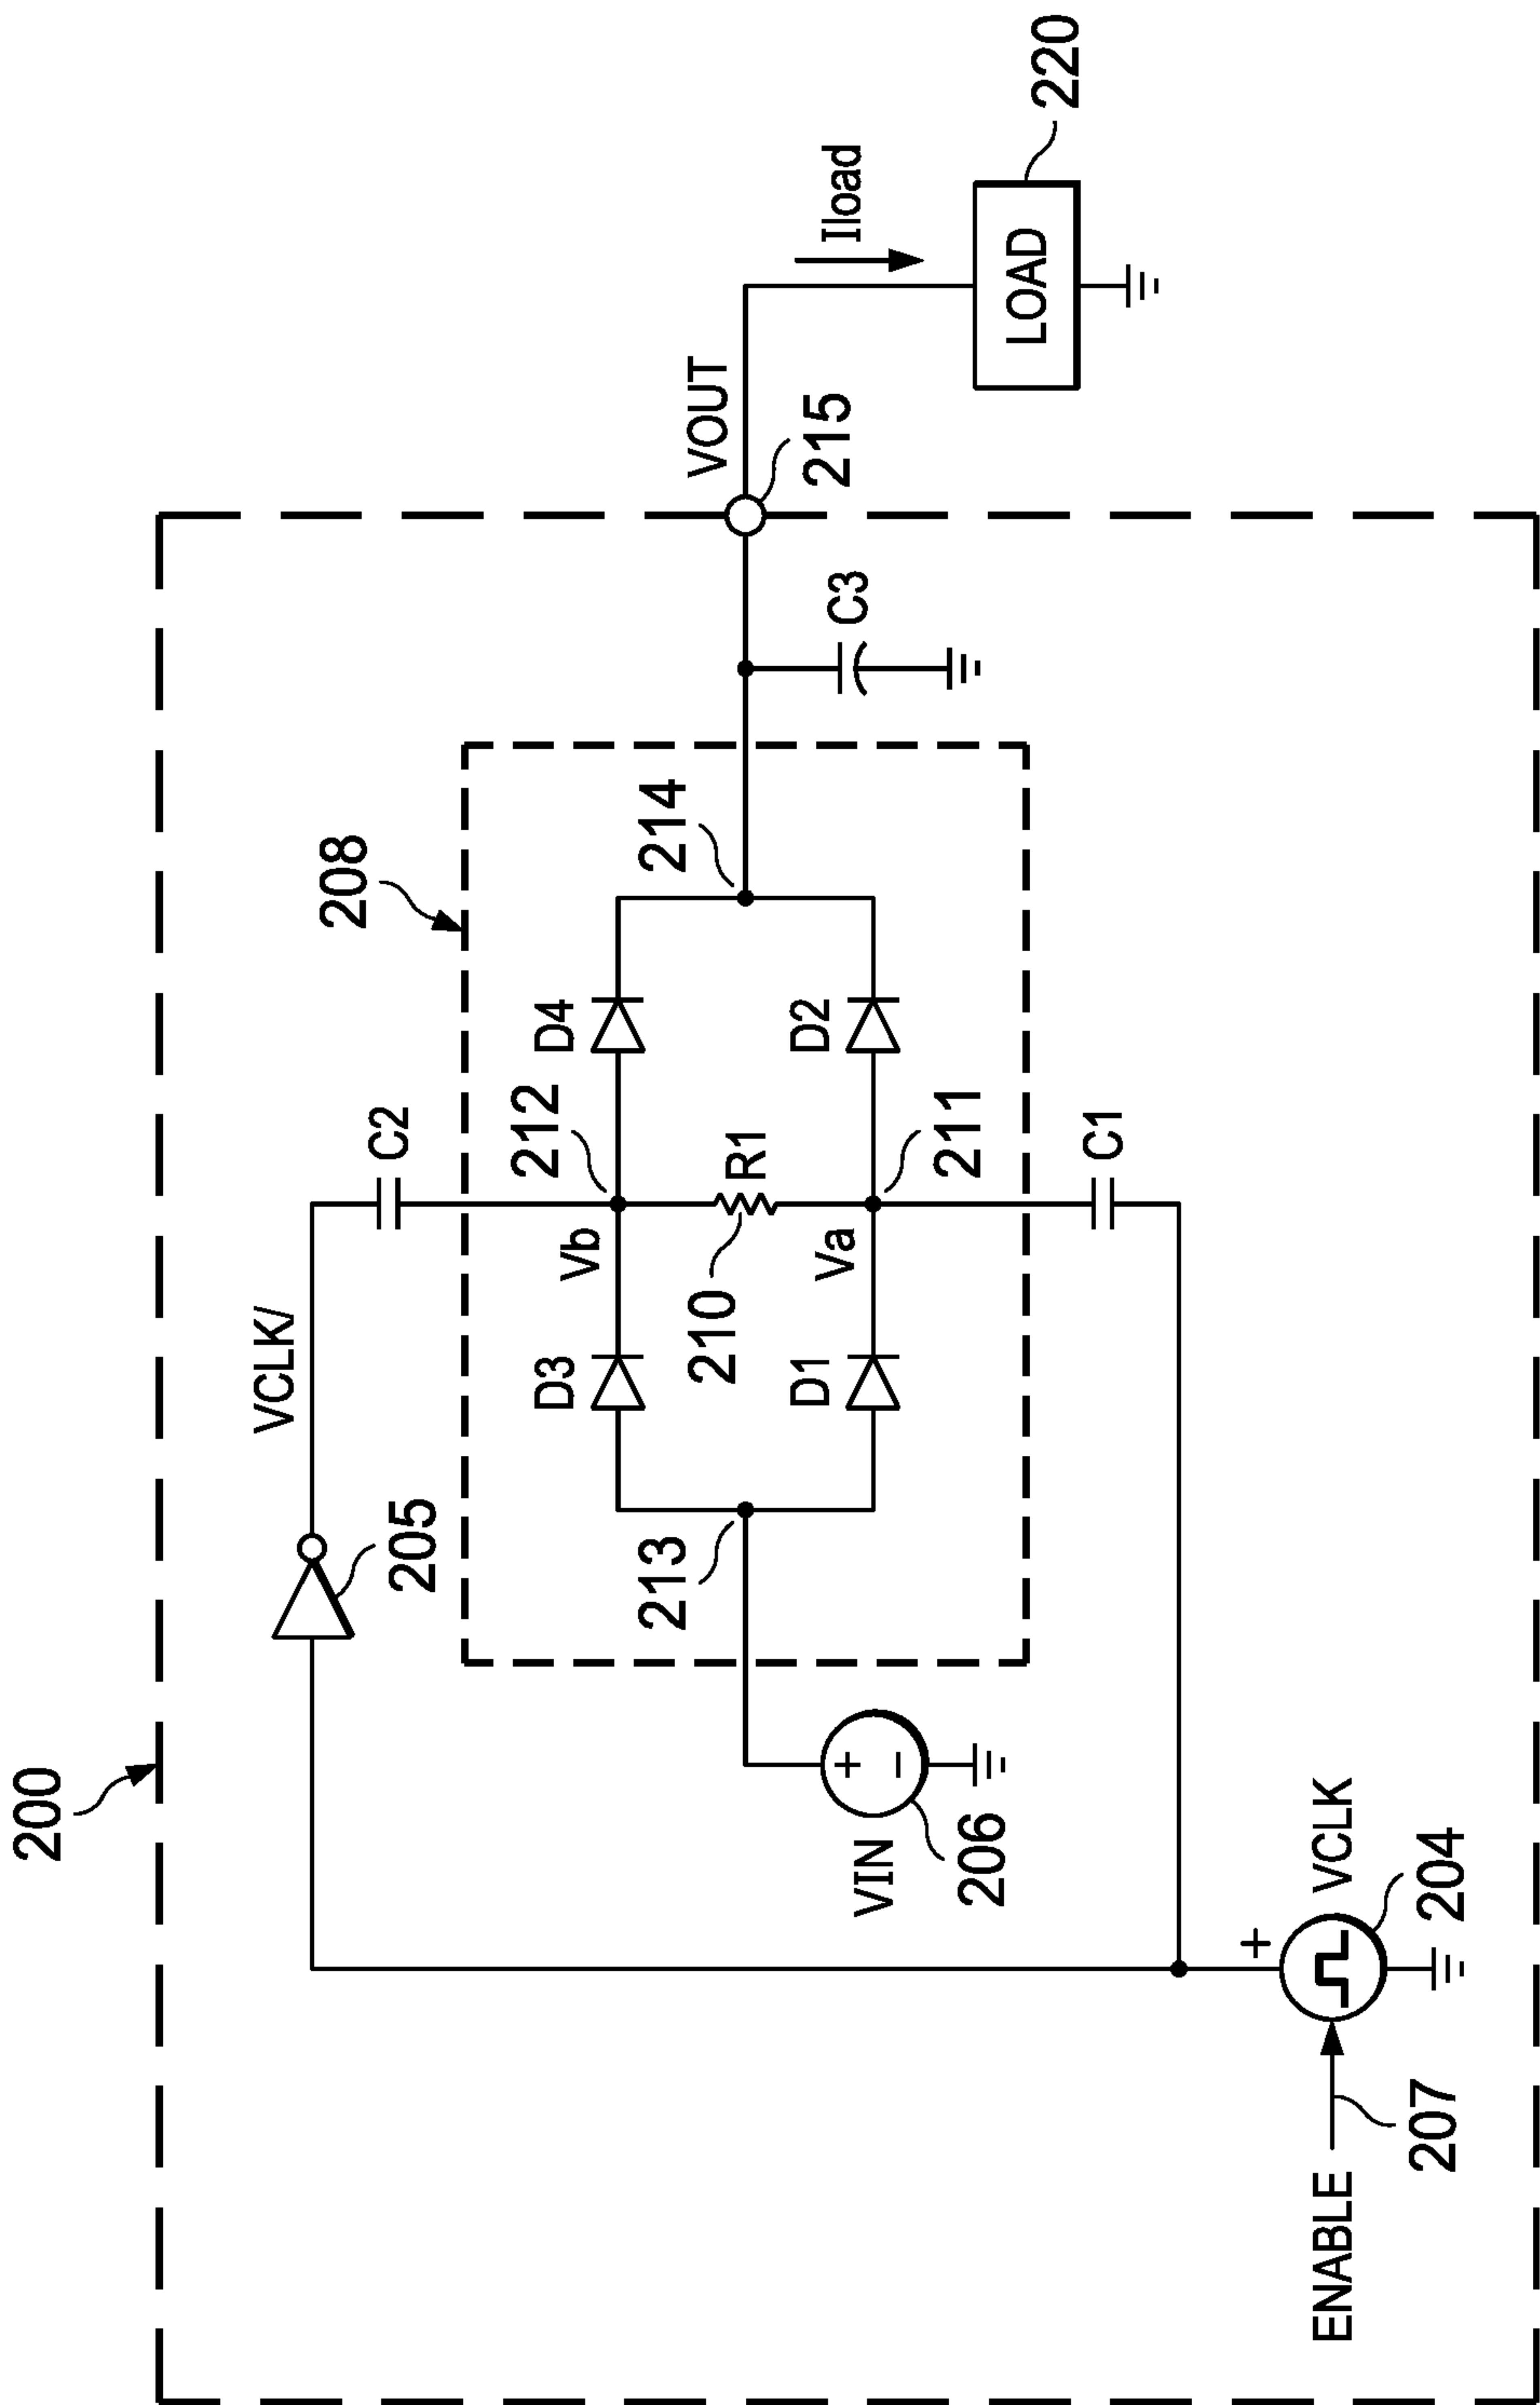 200
205
VCLK/
C2
208
D3
Vb
212
D4
213
210
R1
214
VOUT
215
D1
Va
211
D2
C3
Iload
LOAD
220
VIN
+
−
206
C1
+
VCLK
204
ENABLE
207